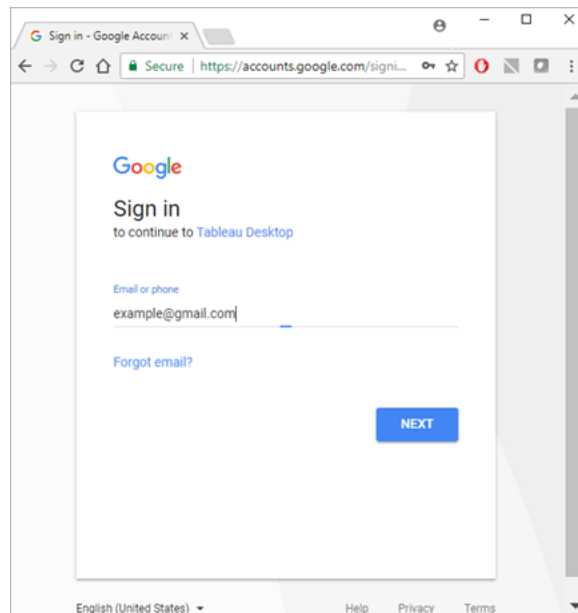 Sign in - Google Accoun
Secure | https://accounts.google.com/signi...
Google
Sign in
to continue to Tableau Desktop
Email or phone
example@gmail.com
Forgot email?
NEXT
English (United States) Help Privacy Terms